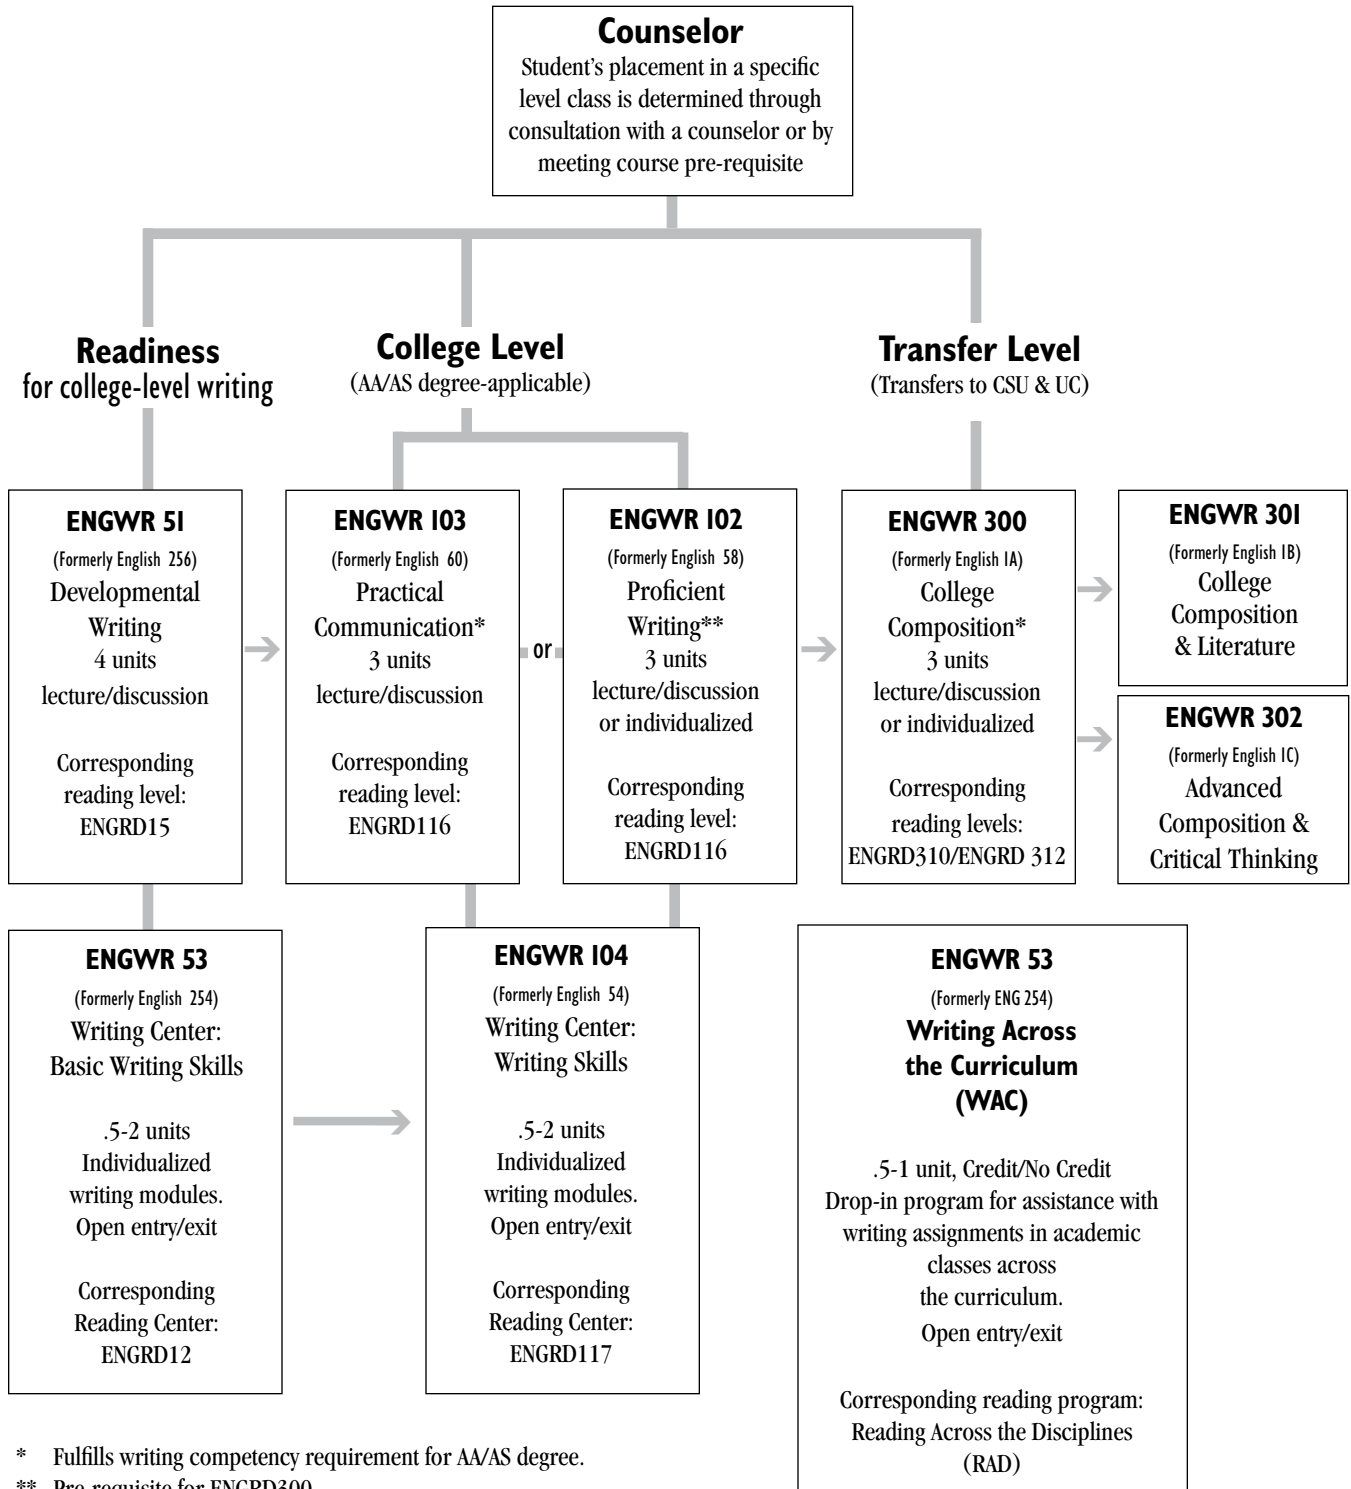 Counselor
Student's placement in a specific
level class is determined through
consultation with a counselor or by
meeting course pre-requisite
Readiness
for college-level writing
College Level
(AA/AS degree-applicable)
Transfer Level
(Transfers to CSU & UC)
ENGWR 51
(Formerly English 256)
Developmental
Writing
4 units
lecture/discussion
Corresponding
reading level:
ENGRD15
ENGWR 103
(Formerly English 60)
Practical
Communication*
3 units
lecture/discussion
Corresponding
reading level:
ENGRD116
or
ENGWR 102
(Formerly English 58)
Proficient
Writing**
3 units
lecture/discussion
or individualized
Corresponding
reading level:
ENGRD116
ENGWR 300
(Formerly English 1A)
College
Composition*
3 units
lecture/discussion
or individualized
Corresponding
reading levels:
ENGRD310/ENGRD 312
ENGWR 301
(Formerly English 1B)
College
Composition
& Literature
ENGWR 302
(Formerly English 1C)
Advanced
Composition &
Critical Thinking
ENGWR 53
(Formerly English 254)
Writing Center:
Basic Writing Skills
.5-2 units
Individualized
writing modules.
Open entry/exit
Corresponding
Reading Center:
ENGRD12
ENGWR 104
(Formerly English 54)
Writing Center:
Writing Skills
.5-2 units
Individualized
writing modules.
Open entry/exit
Corresponding
Reading Center:
ENGRD117
ENGWR 53
(Formerly ENG 254)
Writing Across
the Curriculum
(WAC)
.5-1 unit, Credit/No Credit
Drop-in program for assistance with
writing assignments in academic
classes across
the curriculum.
Open entry/exit
Corresponding reading program:
Reading Across the Disciplines
(RAD)
* Fulfills writing competency requirement for AA/AS degree.
** Pre-requisite for ENGRD300